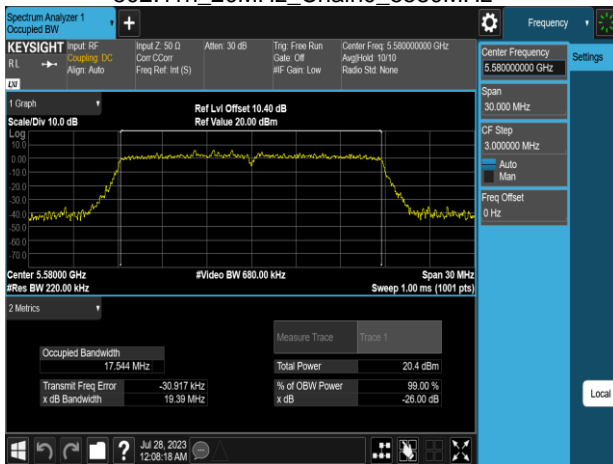 Spectrum Analyzer 1
Occupied BW
Frequency
KEYSIGHT
RL
LXI
Input: RF
Coupling: DC
Align: Auto
Input Z: 50 Ω
Corr CCorr
Freq Ref: Int (S)
Atten: 30 dB
Trig: Free Run
Gate: Off
#IF Gain: Low
Center Freq: 5.580000000 GHz
Avg|Hold: 10/10
Radio Std: None
Center Frequency
5.580000000 GHz
Settings
Span
30.000 MHz
CF Step
3.000000 MHz
Auto
Man
Freq Offset
0 Hz
Local
1 Graph
Scale/Div 10.0 dB
Ref Lvl Offset 10.40 dB
Ref Value 20.00 dBm
Log
10.0
0.00
-10.0
-20.0
-30.0
-40.0
-50.0
-60.0
-70.0
Center 5.58000 GHz
#Res BW 220.00 kHz
#Video BW 680.00 kHz
Span 30 MHz
Sweep 1.00 ms (1001 pts)
2 Metrics
Measure Trace
Trace 1
Occupied Bandwidth
17.544 MHz
Total Power
20.4 dBm
Transmit Freq Error
-30.917 kHz
% of OBW Power
99.00 %
x dB Bandwidth
19.39 MHz
x dB
-26.00 dB
?
Jul 28, 2023
12:08:18 AM